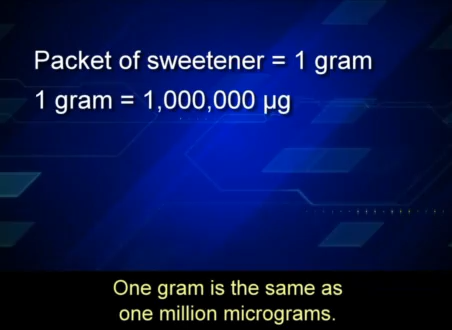 Packet of sweetener = 1 gram
1 gram = 1,000,000 µg
One gram is the same as
one million micrograms.